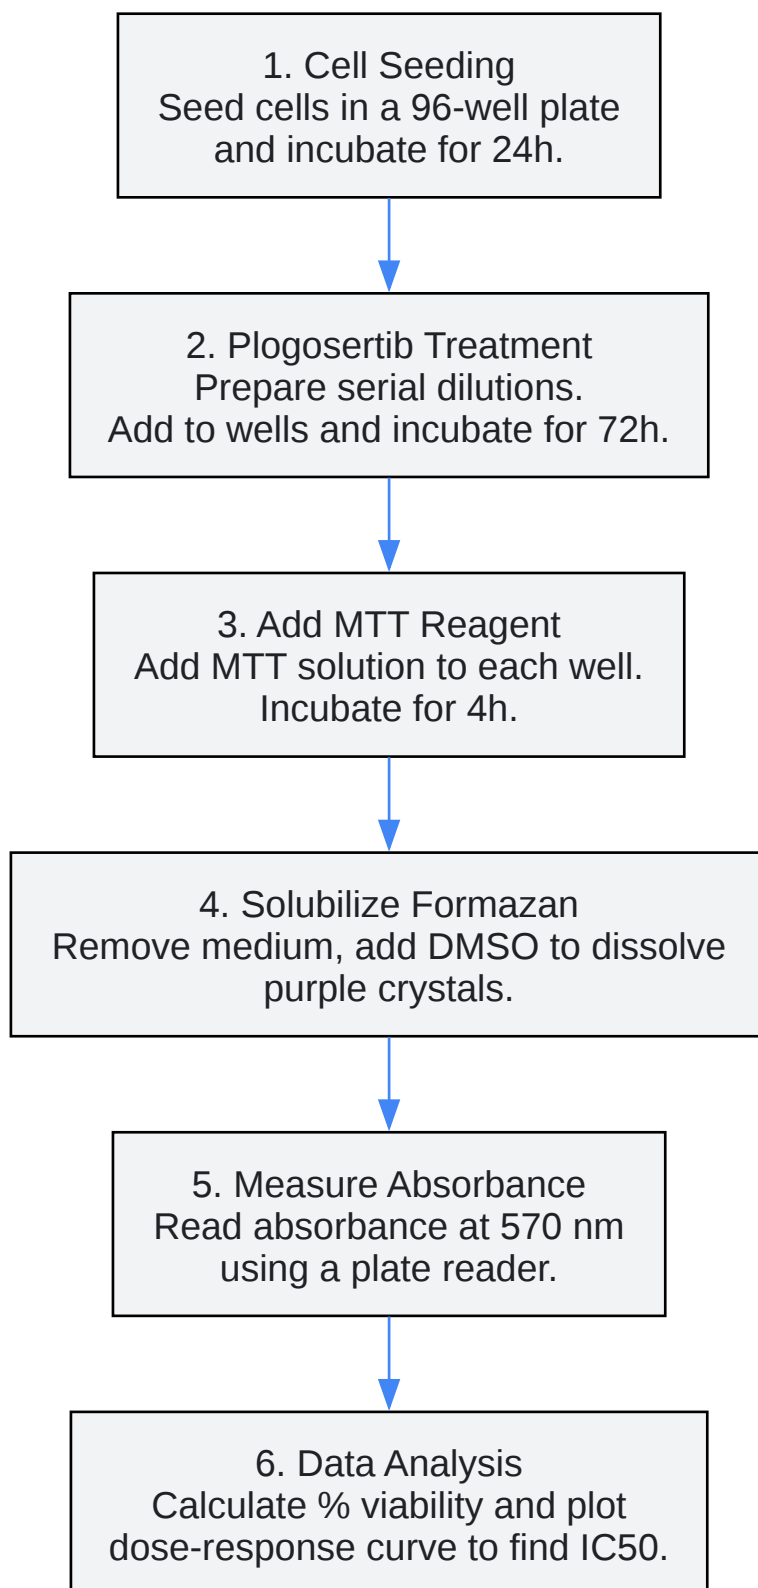 1. Cell Seeding
Seed cells in a 96-well plate
and incubate for 24h.
2. Plogosertib Treatment
Prepare serial dilutions.
Add to wells and incubate for 72h.
3. Add MTT Reagent
Add MTT solution to each well.
Incubate for 4h.
4. Solubilize Formazan
Remove medium, add DMSO to dissolve
purple crystals.
5. Measure Absorbance
Read absorbance at 570 nm
using a plate reader.
6. Data Analysis
Calculate % viability and plot
dose-response curve to find IC50.